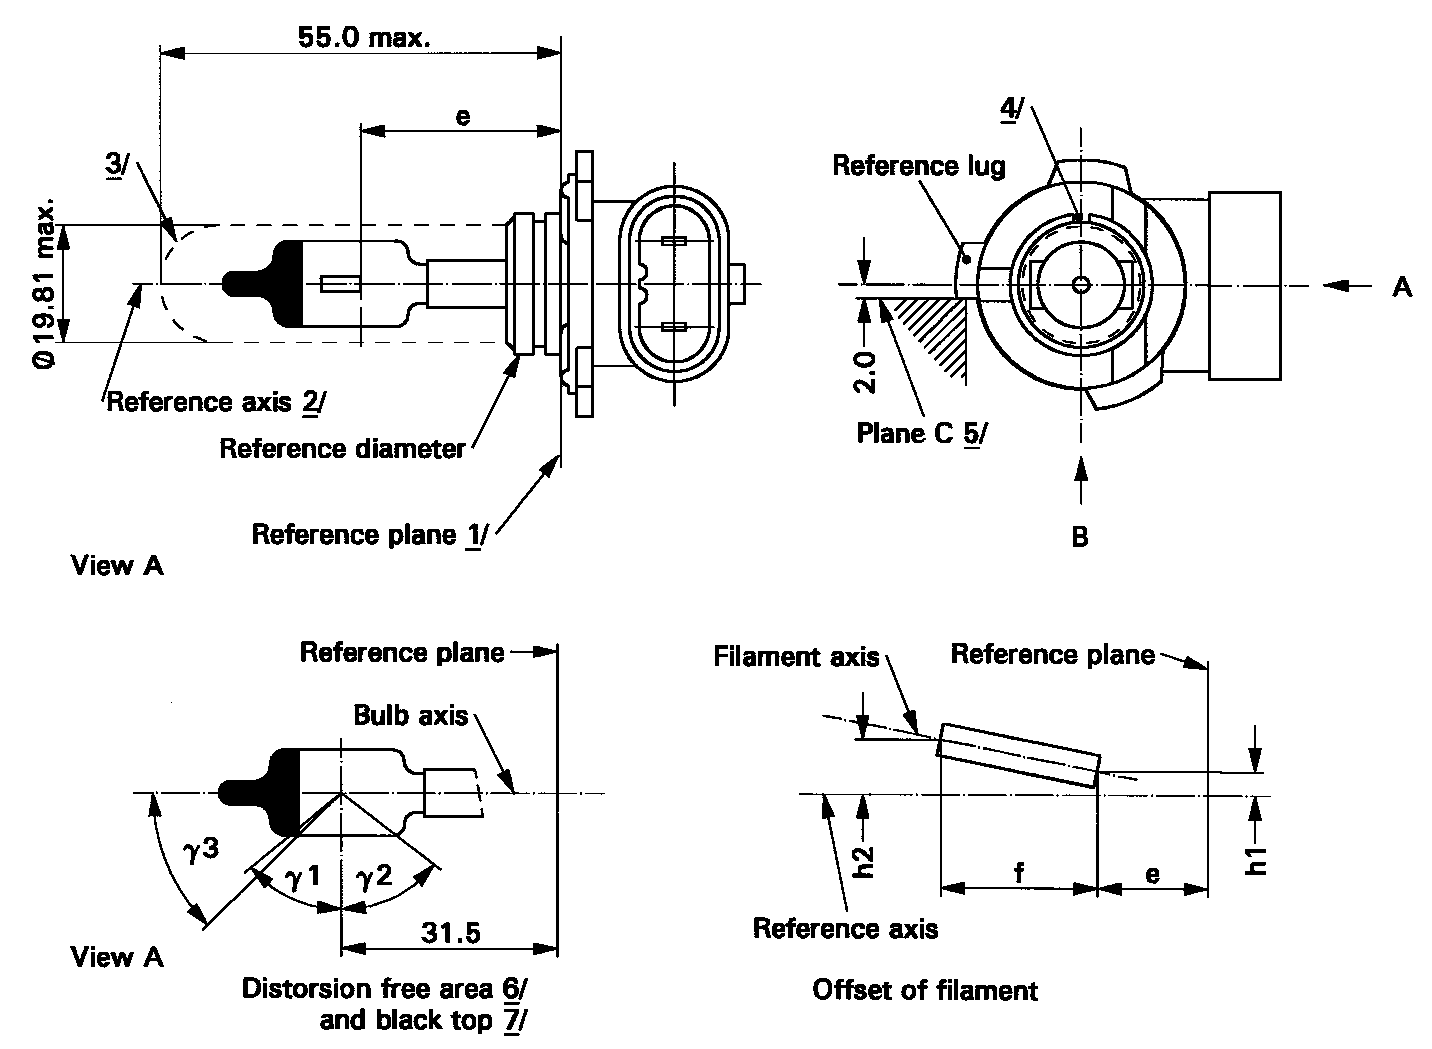 55.0 max.
e
3/
Ø19.81 max.
Reference axis 2/
Reference diameter
Reference plane 1/
View A
4/
Reference lug
A
2.0
Plane C 5/
B
Reference plane
Bulb axis
γ3
γ1
γ2
31.5
View A
Distorsion free area 6/
and black top 7/
Filament axis
Reference plane
h2
f
e
h1
Reference axis
Offset of filament